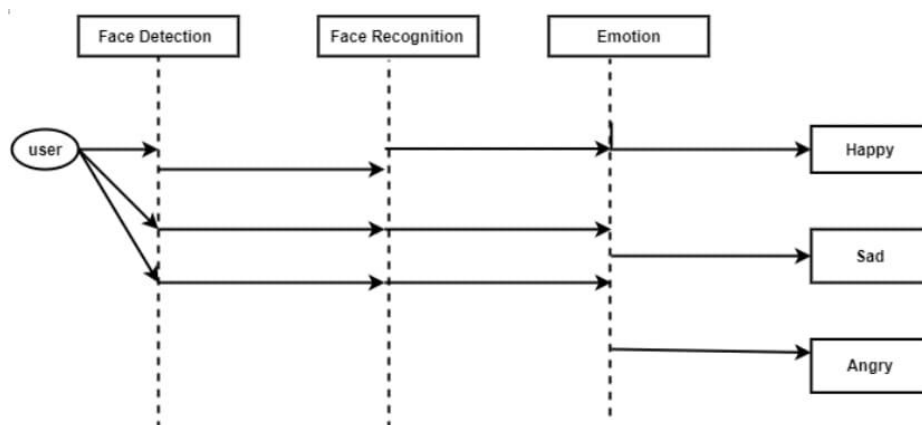 Face Detection
Face Recognition
Emotion
user
Happy
Sad
Angry